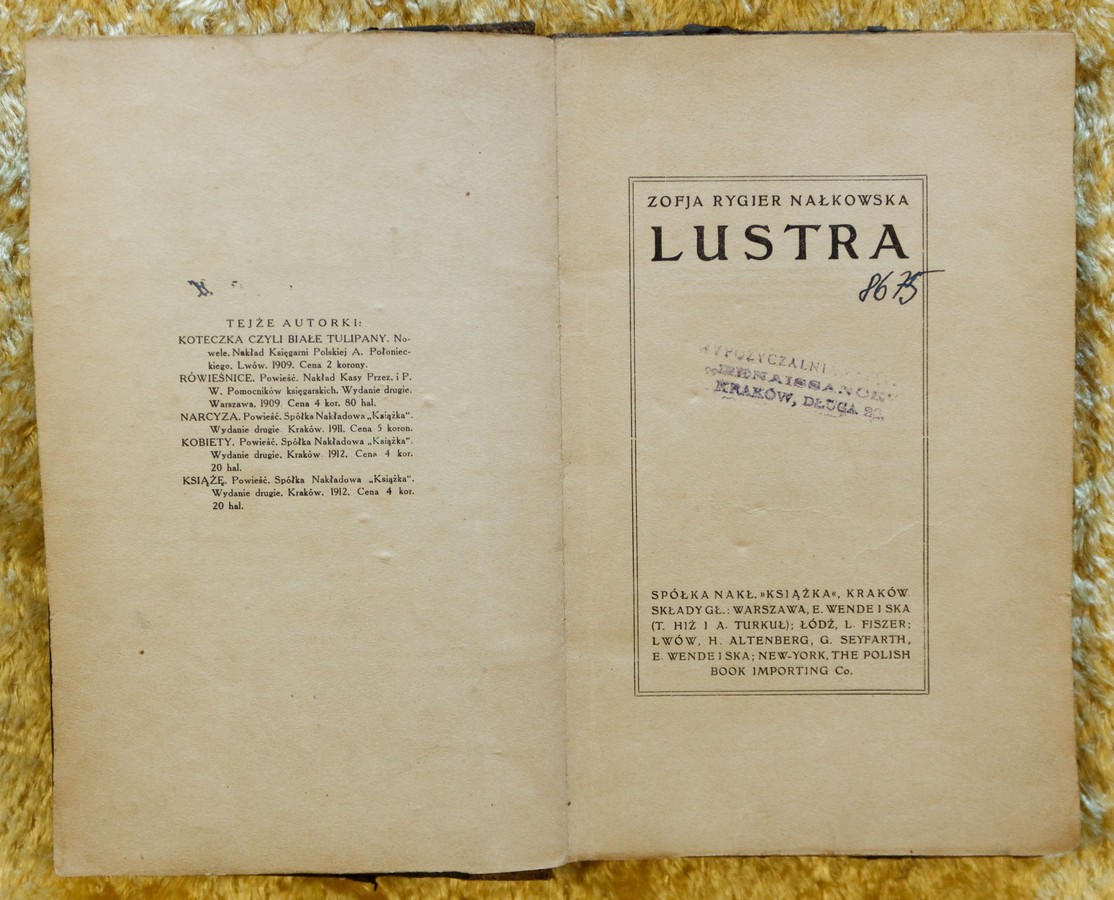 TEJŻE AUTORKI:
KOTECZKA CZYLI BIAŁE TULIPANY. No-
wele. Nakład Księgarni Polskiej A. Połoniec-
kiego. Lwów. 1909. Cena 2 korony.
RÓWIEŚNICE. Powieść. Nakład Kasy Przez. i P.
W. Pomocników księgarskich. Wydanie drugie.
Warszawa. 1909. Cena 4 kor. 80 hal.
NARCYZA. Powieść. Spółka Nakładowa „Książka“.
Wydanie drugie. Kraków. 1911. Cena 5 koron.
KOBIETY. Powieść. Spółka Nakładowa „Książka“.
Wydanie drugie. Kraków 1912. Cena 4 kor.
20 hal.
KSIĄŻĘ. Powieść. Spółka Nakładowa „Książka“.
Wydanie drugie. Kraków. 1912. Cena 4 kor.
20 hal.
ZOFJA RYGIER NAŁKOWSKA
LUSTRA
8675
WYPOŻYCZALNI
„RENAISSANCE“
KRAKÓW, DŁUGA
SPÓŁKA NAKŁ. »KSIĄŻKA«, KRAKÓW.
SKŁADY GŁ.: WARSZAWA, E. WENDE I SKA
(T. HIŻ I A. TURKUŁ); ŁÓDŹ, L. FISZER;
LWÓW, H. ALTENBERG, G. SEYFARTH,
E. WENDE I SKA; NEW-YORK, THE POLISH
BOOK IMPORTING Co.